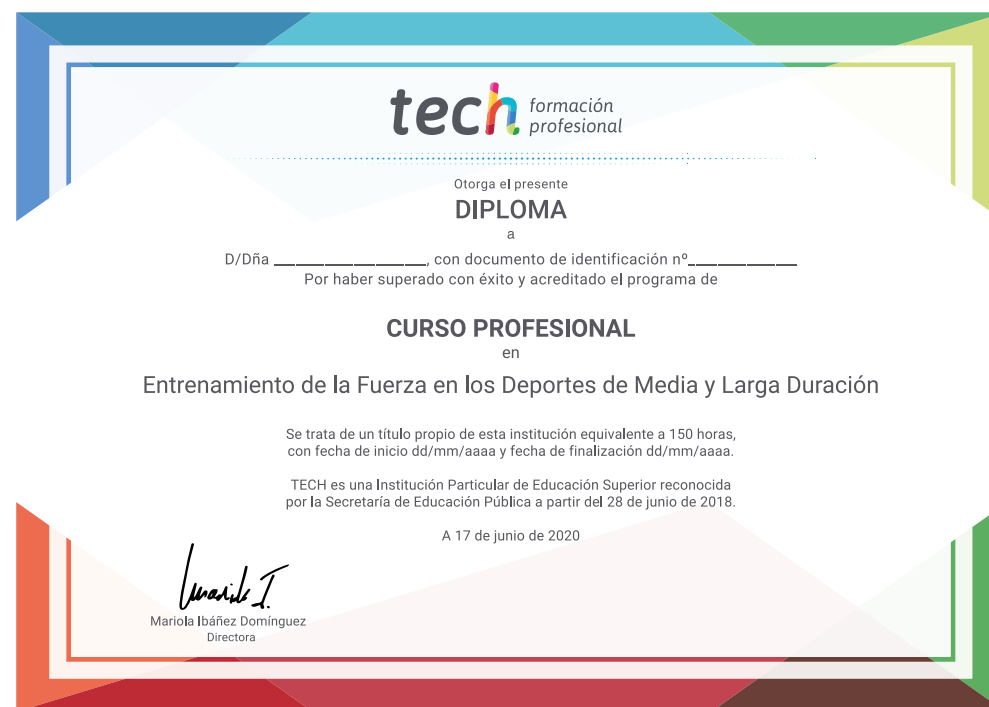 tech formación
profesional
Otorga el presente
DIPLOMA
a
D/Dña __________________, con documento de identificación nº____________
Por haber superado con éxito y acreditado el programa de
CURSO PROFESIONAL
en
Entrenamiento de la Fuerza en los Deportes de Media y Larga Duración
Se trata de un título propio de esta institución equivalente a 150 horas,
con fecha de inicio dd/mm/aaaa y fecha de finalización dd/mm/aaaa.
TECH es una Institución Particular de Educación Superior reconocida
por la Secretaría de Educación Pública a partir del 28 de junio de 2018.
A 17 de junio de 2020
Mariola Ibáñez Domínguez
Directora